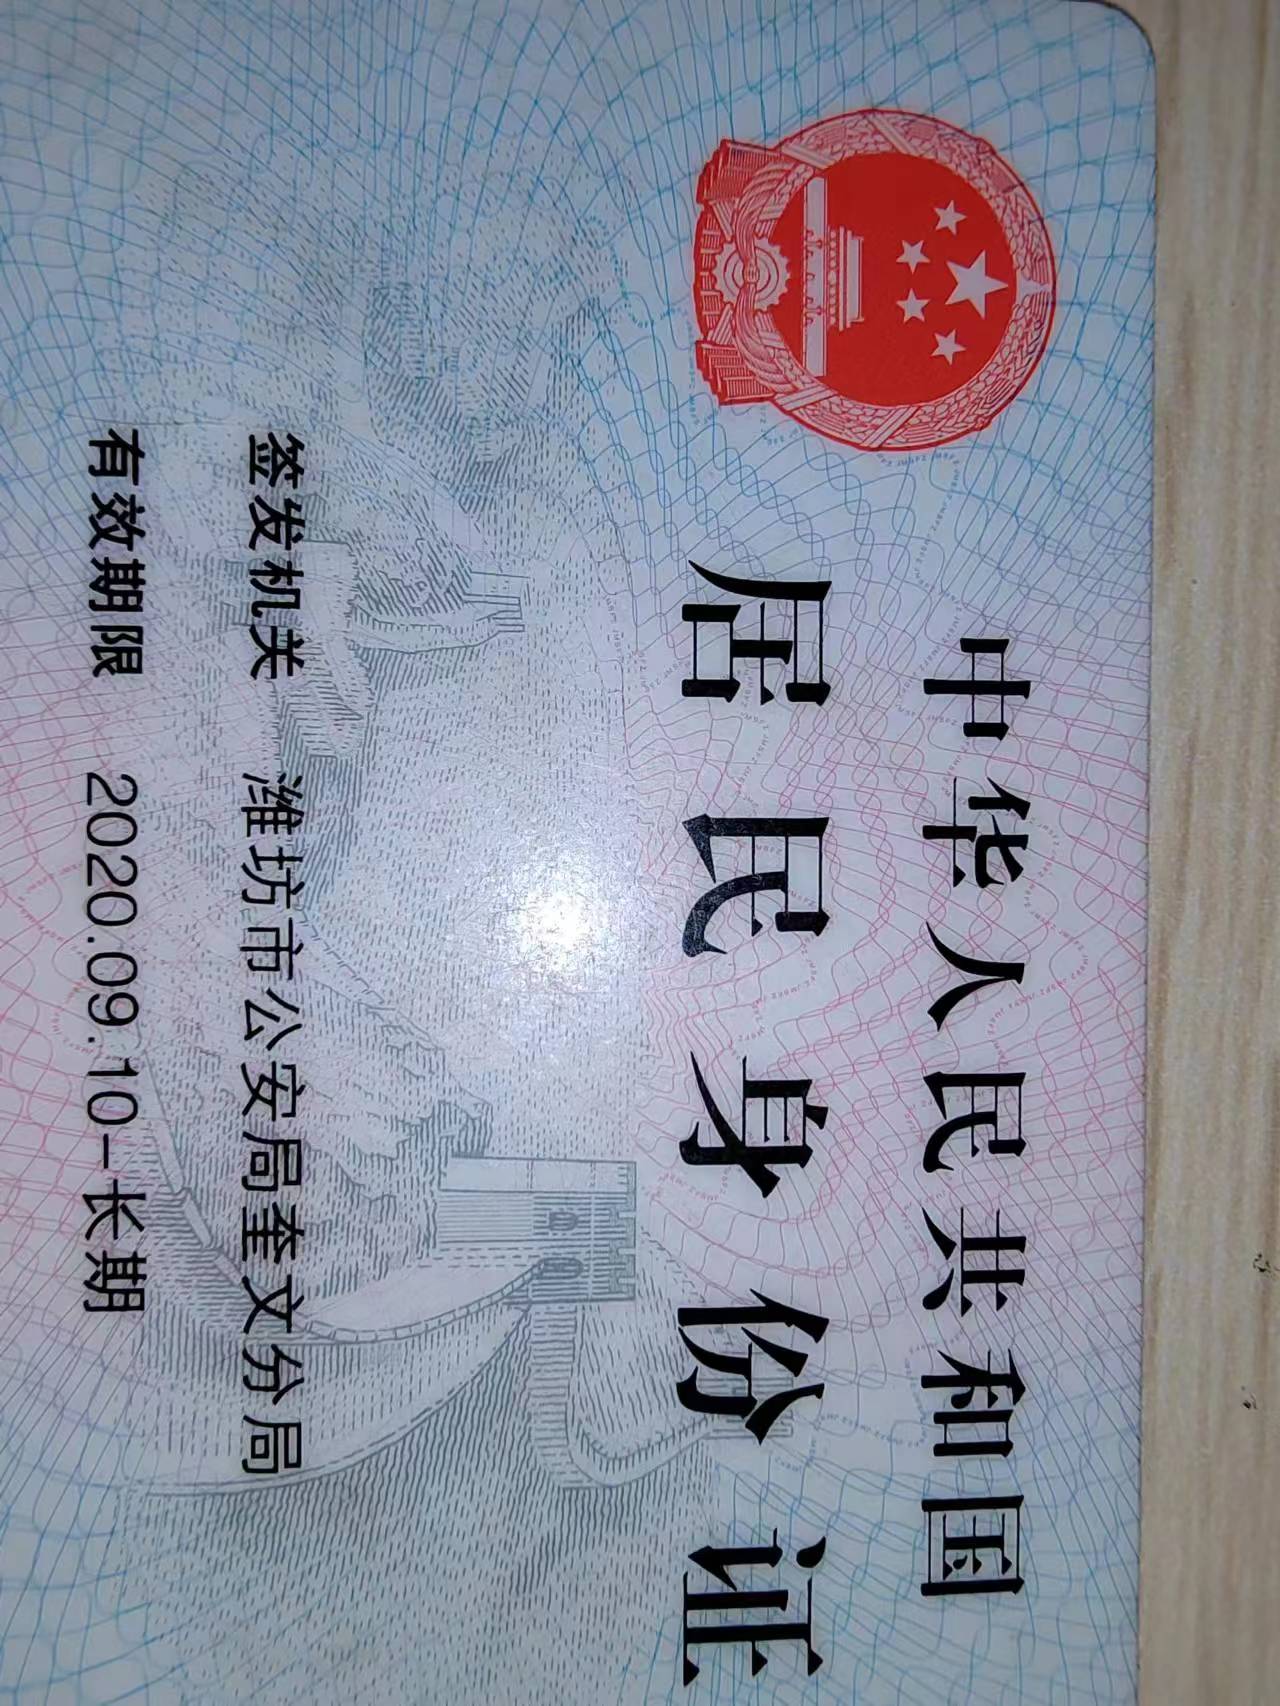 中华人民共和国
居民身份证
签发机关 潍坊市公安局奎文分局
有效期限 2020.09.10-长期